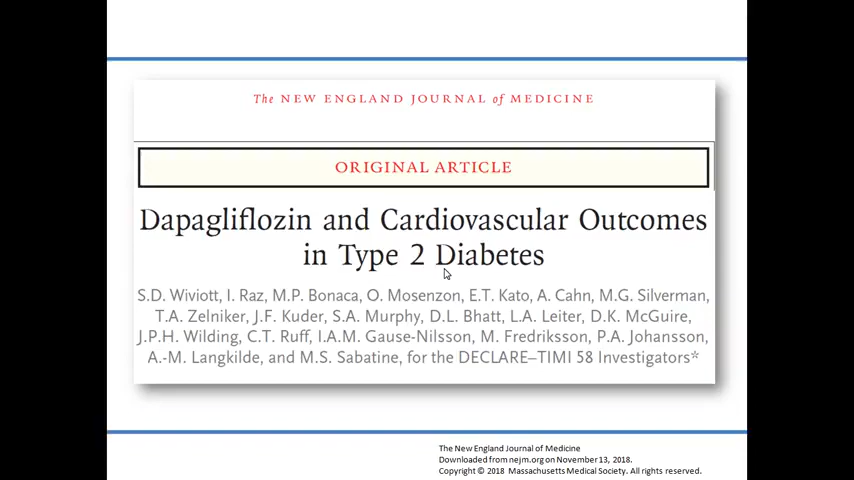 The NEW ENGLAND JOURNAL of MEDICINE
ORIGINAL ARTICLE
Dapagliflozin and Cardiovascular Outcomes
in Type 2 Diabetes
S.D. Wiviott, I. Raz, M.P. Bonaca, O. Mosenzon, E.T. Kato, A. Cahn, M.G. Silverman,
T.A. Zelniker, J.F. Kuder, S.A. Murphy, D.L. Bhatt, L.A. Leiter, D.K. McGuire,
J.P.H. Wilding, C.T. Ruff, I.A.M. Gause-Nilsson, M. Fredriksson, P.A. Johansson,
A.-M. Langkilde, and M.S. Sabatine, for the DECLARE–TIMI 58 Investigators*
The New England Journal of Medicine
Downloaded from nejm.org on November 13, 2018.
Copyright © 2018 Massachusetts Medical Society. All rights reserved.